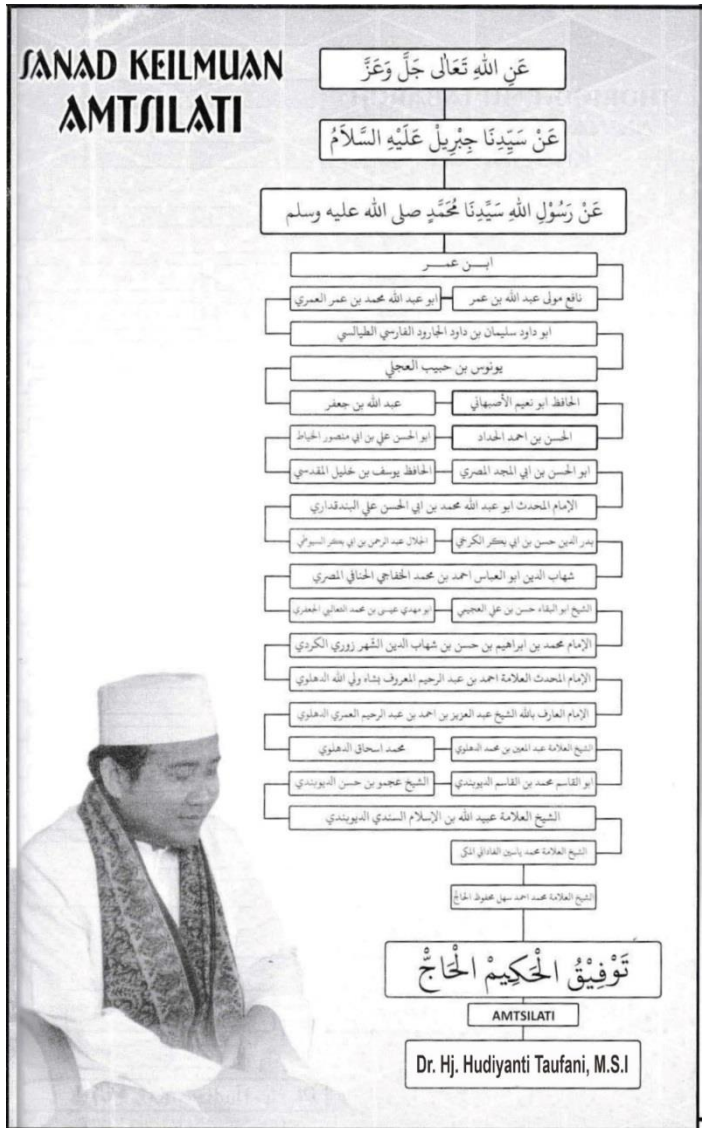 SANAD KEILMUAN
AMTSILATI
عَنِ اللهِ تَعَالٰى جَلَّ وَعَزَّ
عَنْ سَيِّدِنَا جِبْرِيلْ عَلَيْهِ السَّلاَمُ
عَنْ رَسُوْلِ اللهِ سَيِّدِنَا مُحَمَّدٍ صلى الله عليه وسلم
ابـن عمـر
نافع مولى عبد الله بن عمر
ابو عبد الله محمد بن عمر العمري
ابو داود سليمان بن داود الجارود الفارسي الطيالسي
يونوس بن حبيب العجلي
الحافظ ابو نعيم الأصبهاني
عبد الله بن جعفر
الحسن بن احمد الحداد
ابو الحسن علي بن ابي منصور الخياط
ابو الحسن بن ابي المجد المصري
الحافظ يوسف بن خليل المقدسي
الإمام المحدث ابو عبد الله محمد بن ابي الحسن علي البندقداري
بدر الدين حسن بن ابي بكر الكرخي
الجلال عبد الرحمن بن ابي بكر السيوطي
شهاب الدين ابو العباس احمد بن محمد الخفاجي الحنافي المصري
الشيخ ابو البقاء حسن بن علي العجيمي
ابو مهدي عيسى بن محمد الثعالبي الجعفري
الإمام محمد بن ابراهيم بن حسن بن شهاب الدين الشهر زوري الكردي
الإمام المحدث العلامة احمد بن عبد الرحيم المعروف بشاه ولي الله الدهلوي
الإمام العارف بالله الشيخ عبد العزيز بن احمد بن عبد الرحيم العمري الدهلوي
الشيخ العلامة عبد المعين بن محمد الدهلوي
محمد اسحاق الدهلوي
ابو القاسم محمد بن القاسم الديوبندي
الشيخ عجمو بن حسن الديوبندي
الشيخ العلامة عبيد الله بن الإسلام السندي الديوبندي
الشيخ العلامة محمد ياسين الفاداني المكي
الشيخ العلامة محمد احمد سهل محفوظ الحاج
تَوْفِيْقُ الْحَكِيمْ الْحَاجّ
AMTSILATI
Dr. Hj. Hudiyanti Taufani, M.S.I